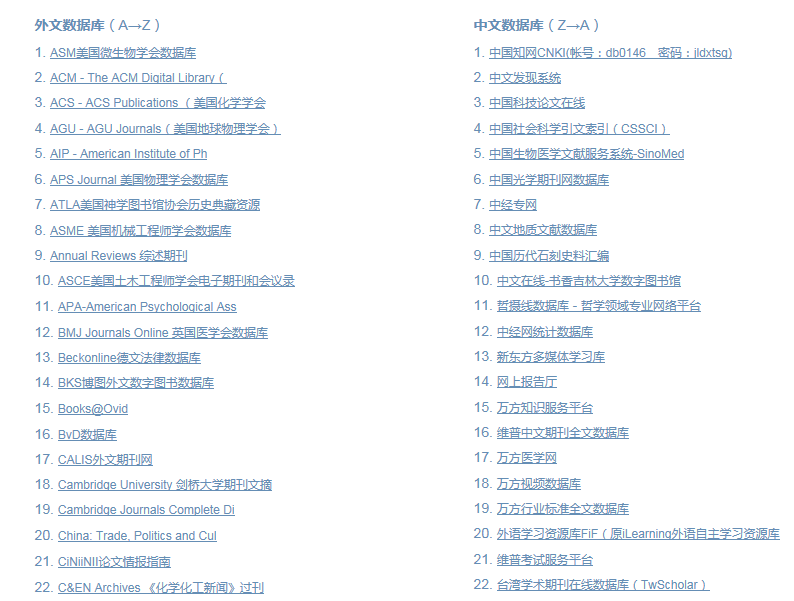 外文数据库（A→Z）
1. ASM美国微生物学会数据库
2. ACM - The ACM Digital Library（
3. ACS - ACS Publications （美国化学学会
4. AGU - AGU Journals（美国地球物理学会）
5. AIP - American Institute of Ph
6. APS Journal 美国物理学会数据库
7. ATLA美国神学图书馆协会历史典藏资源
8. ASME 美国机械工程师学会数据库
9. Annual Reviews 综述期刊
10. ASCE美国土木工程师学会电子期刊和会议录
11. APA-American Psychological Ass
12. BMJ Journals Online 英国医学会数据库
13. Beckonline德文法律数据库
14. BKS博图外文数字图书数据库
15. Books@Ovid
16. BvD数据库
17. CALIS外文期刊网
18. Cambridge University 剑桥大学期刊文摘
19. Cambridge Journals Complete Di
20. China: Trade, Politics and Cul
21. CiNiiNII论文情报指南
22. C&EN Archives 《化学化工新闻》过刊
中文数据库（Z→A）
1. 中国知网CNKI(帐号：db0146　密码：jldxtsg)
2. 中文发现系统
3. 中国科技论文在线
4. 中国社会科学引文索引（CSSCI）
5. 中国生物医学文献服务系统-SinoMed
6. 中国光学期刊网数据库
7. 中经专网
8. 中文地质文献数据库
9. 中国历代石刻史料汇编
10. 中文在线-书香吉林大学数字图书馆
11. 哲摄线数据库 - 哲学领域专业网络平台
12. 中经网统计数据库
13. 新东方多媒体学习库
14. 网上报告厅
15. 万方知识服务平台
16. 维普中文期刊全文数据库
17. 万方医学网
18. 万方视频数据库
19. 万方行业标准全文数据库
20. 外语学习资源库FiF（原iLearning外语自主学习资源库
21. 维普考试服务平台
22. 台湾学术期刊在线数据库（TwScholar）